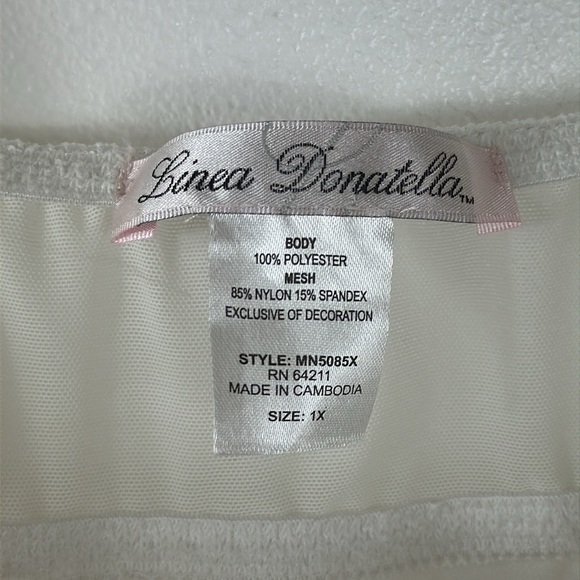 Linea Donatella™
BODY
100% POLYESTER
MESH
85% NYLON 15% SPANDEX
EXCLUSIVE OF DECORATION
STYLE: MN5085X
RN 64211
MADE IN CAMBODIA
SIZE: 1X